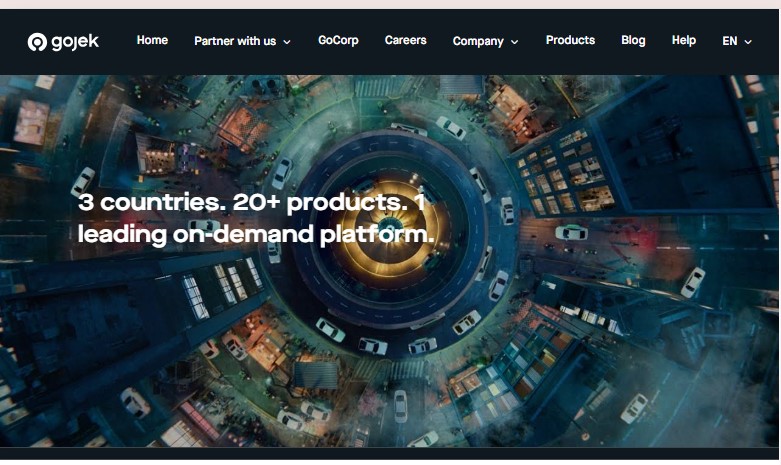 gojek
Home
Partner with us
GoCorp
Careers
Company
Products
Blog
Help
EN
3 countries. 20+ products. 1
leading on-demand platform.